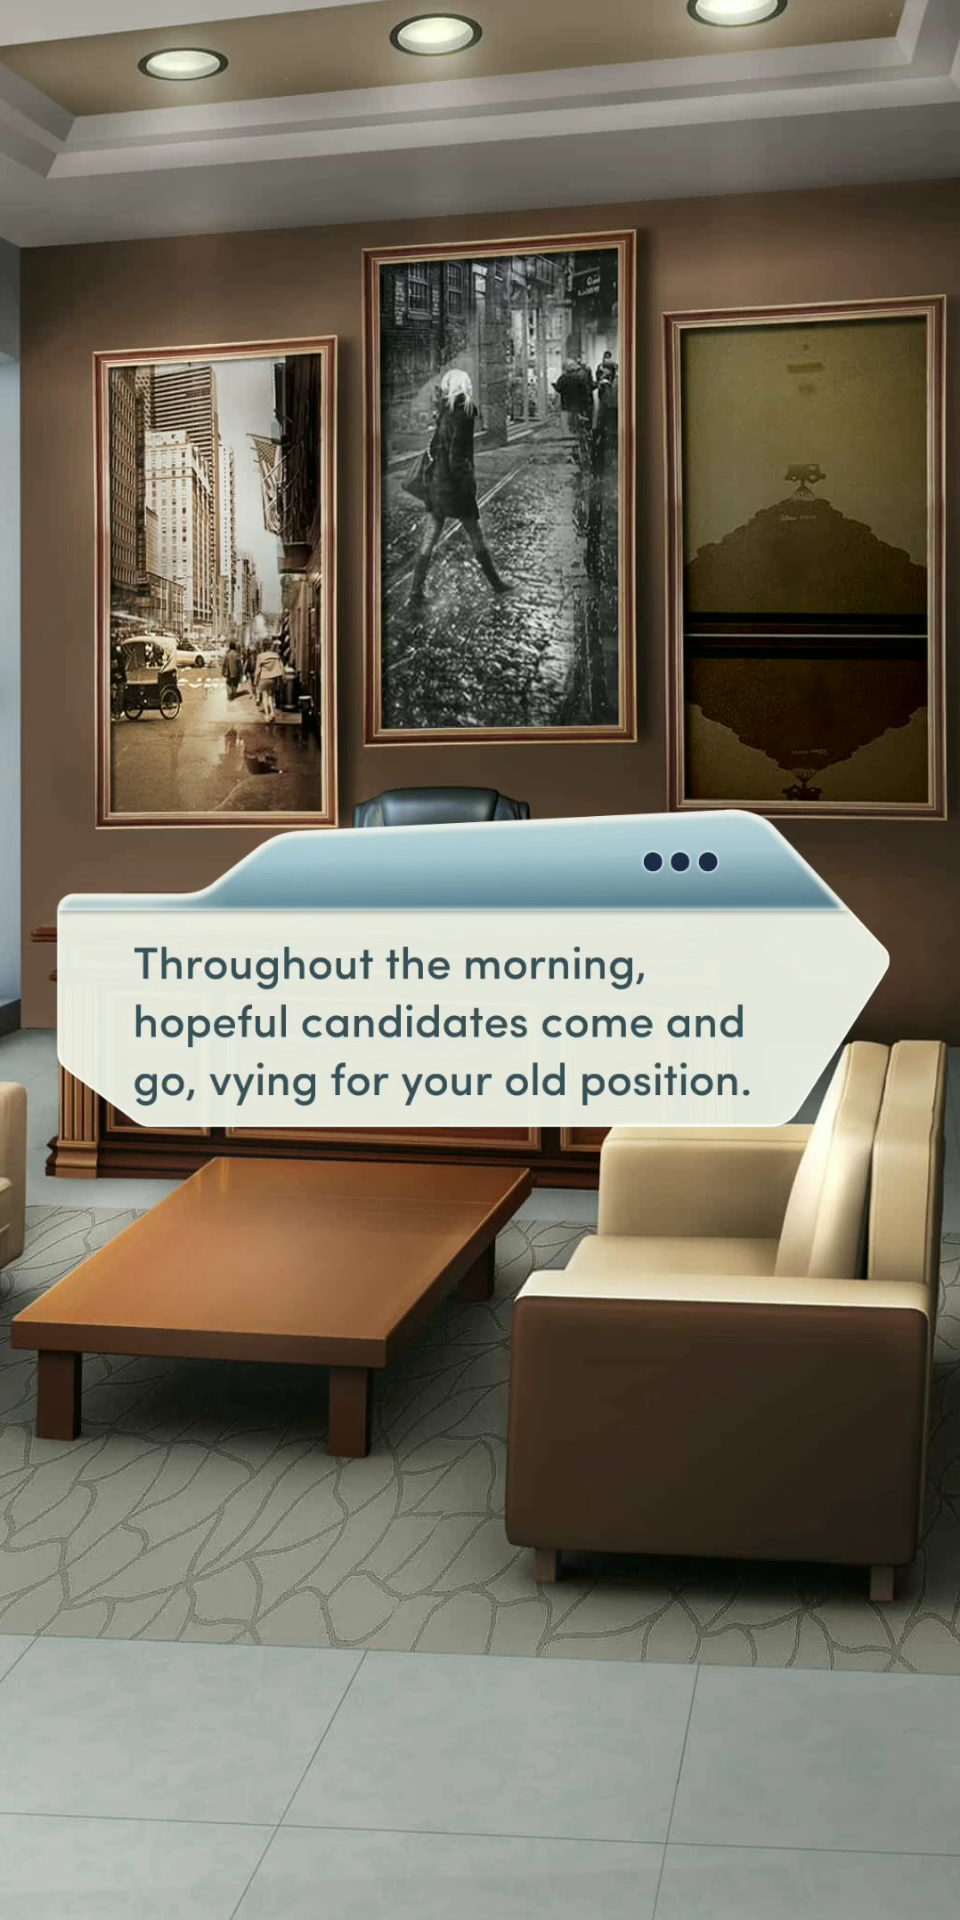 Throughout the morning,
hopeful candidates come and
go, vying for your old position.